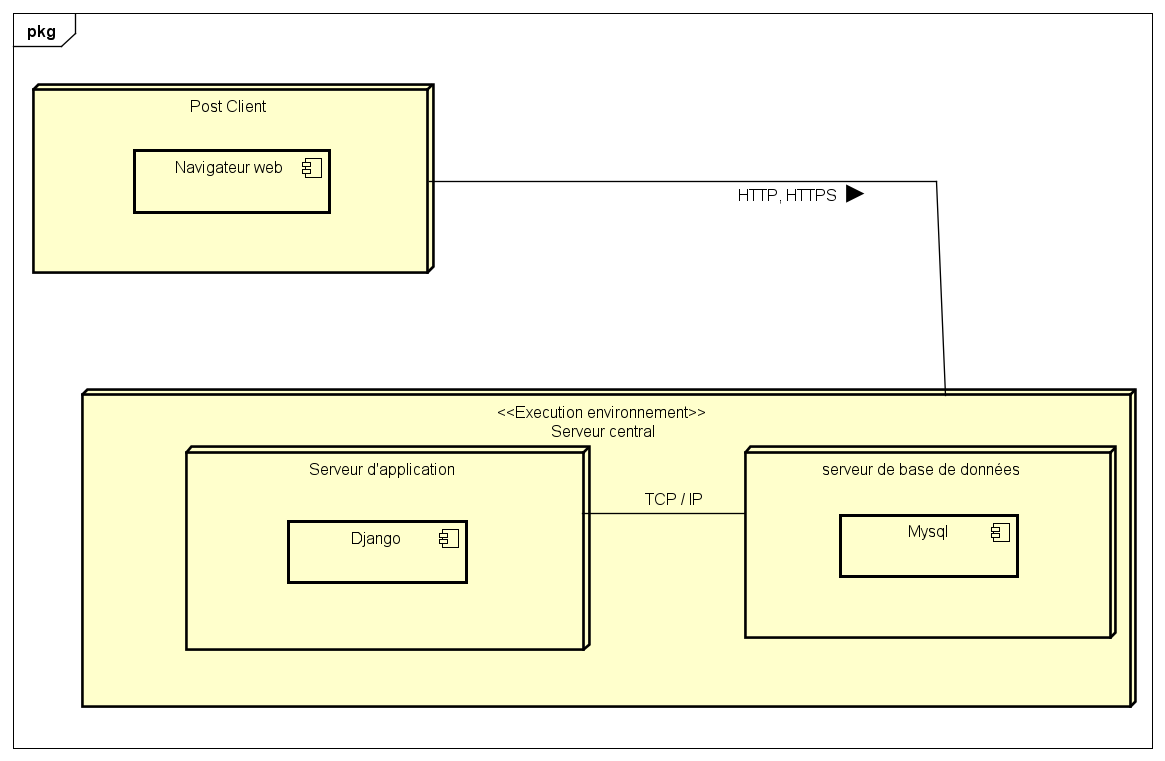 pkg
Post Client
Navigateur web
HTTP, HTTPS
<<Execution environnement>>
Serveur central
Serveur d'application
serveur de base de données
TCP / IP
Django
Mysql